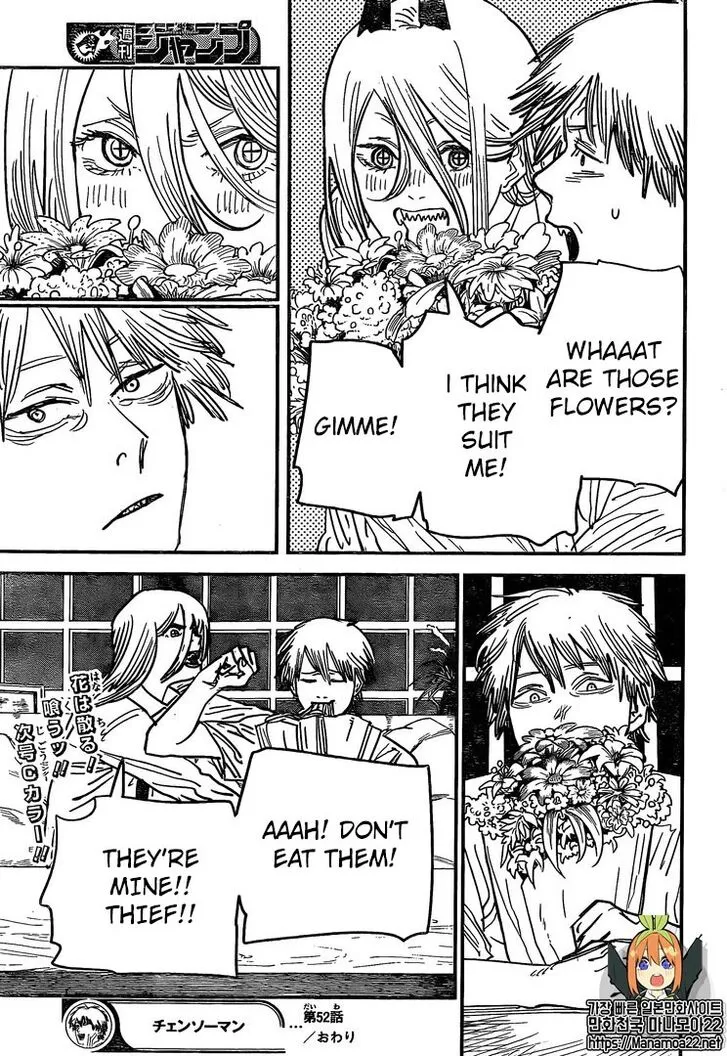 週刊
少年ジャンプ
WHAAAT
ARE THOSE
FLOWERS?
I THINK
THEY
SUIT
ME!
GIMME!
AAAH! DON'T
EAT THEM!
THEY'RE
MINE!!
THIEF!!
花は散る!
喰うッ!!
次号Cカラー!!
チェンソーマン
…
第52話
/おわり
가장 빠른 일본만화사이트
만화천국 마나모아22
https://Manamoa22.net